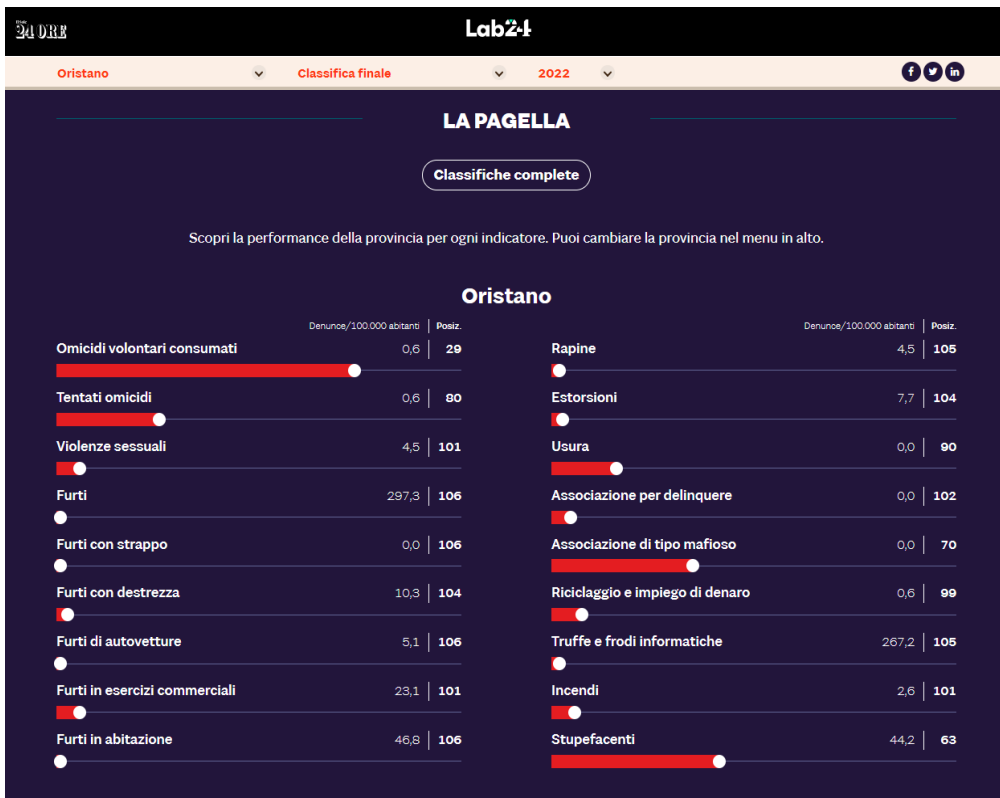 Il Sole
24 ORE
Lab24
Oristano Classifica finale 2022
LA PAGELLA
Classifiche complete
Scopri la performance della provincia per ogni indicatore. Puoi cambiare la provincia nel menu in alto.
Oristano
Denunce/100.000 abitanti Posiz.
Omicidi volontari consumati 0,6 29
Tentati omicidi 0,6 80
Violenze sessuali 4,5 101
Furti 297,3 106
Furti con strappo 0,0 106
Furti con destrezza 10,3 104
Furti di autovetture 5,1 106
Furti in esercizi commerciali 23,1 101
Furti in abitazione 46,8 106
Denunce/100.000 abitanti Posiz.
Rapine 4,5 105
Estorsioni 7,7 104
Usura 0,0 90
Associazione per delinquere 0,0 102
Associazione di tipo mafioso 0,0 70
Riciclaggio e impiego di denaro 0,6 99
Truffe e frodi informatiche 267,2 105
Incendi 2,6 101
Stupefacenti 44,2 63